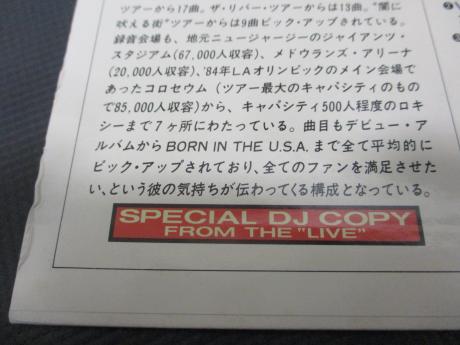 ツアーから17曲。ザ・リバー・ツアーからは13曲。"闇に
吠える街"ツアーからは9曲ピック・アップされている。
録音会場も、地元ニュージャージーのジャイアンツ・
スタジアム(67,000人収容)、メドウランズ・アリーナ
(20,000人収容)、'84年LAオリンピックのメイン会場で
あったコロセウム(ツアー最大のキャパシティのもの
で85,000人収容)から、キャパシティ500人程度のロキ
シーまで7ヶ所にわたっている。曲目もデビュー・ア
ルバムからBORN IN THE U.S.A.まで全て平均的に
ピック・アップされており、全てのファンを満足させた
い、という彼の気持ちが伝わってくる構成となっている。
SPECIAL DJ COPY
FROM THE "LIVE"